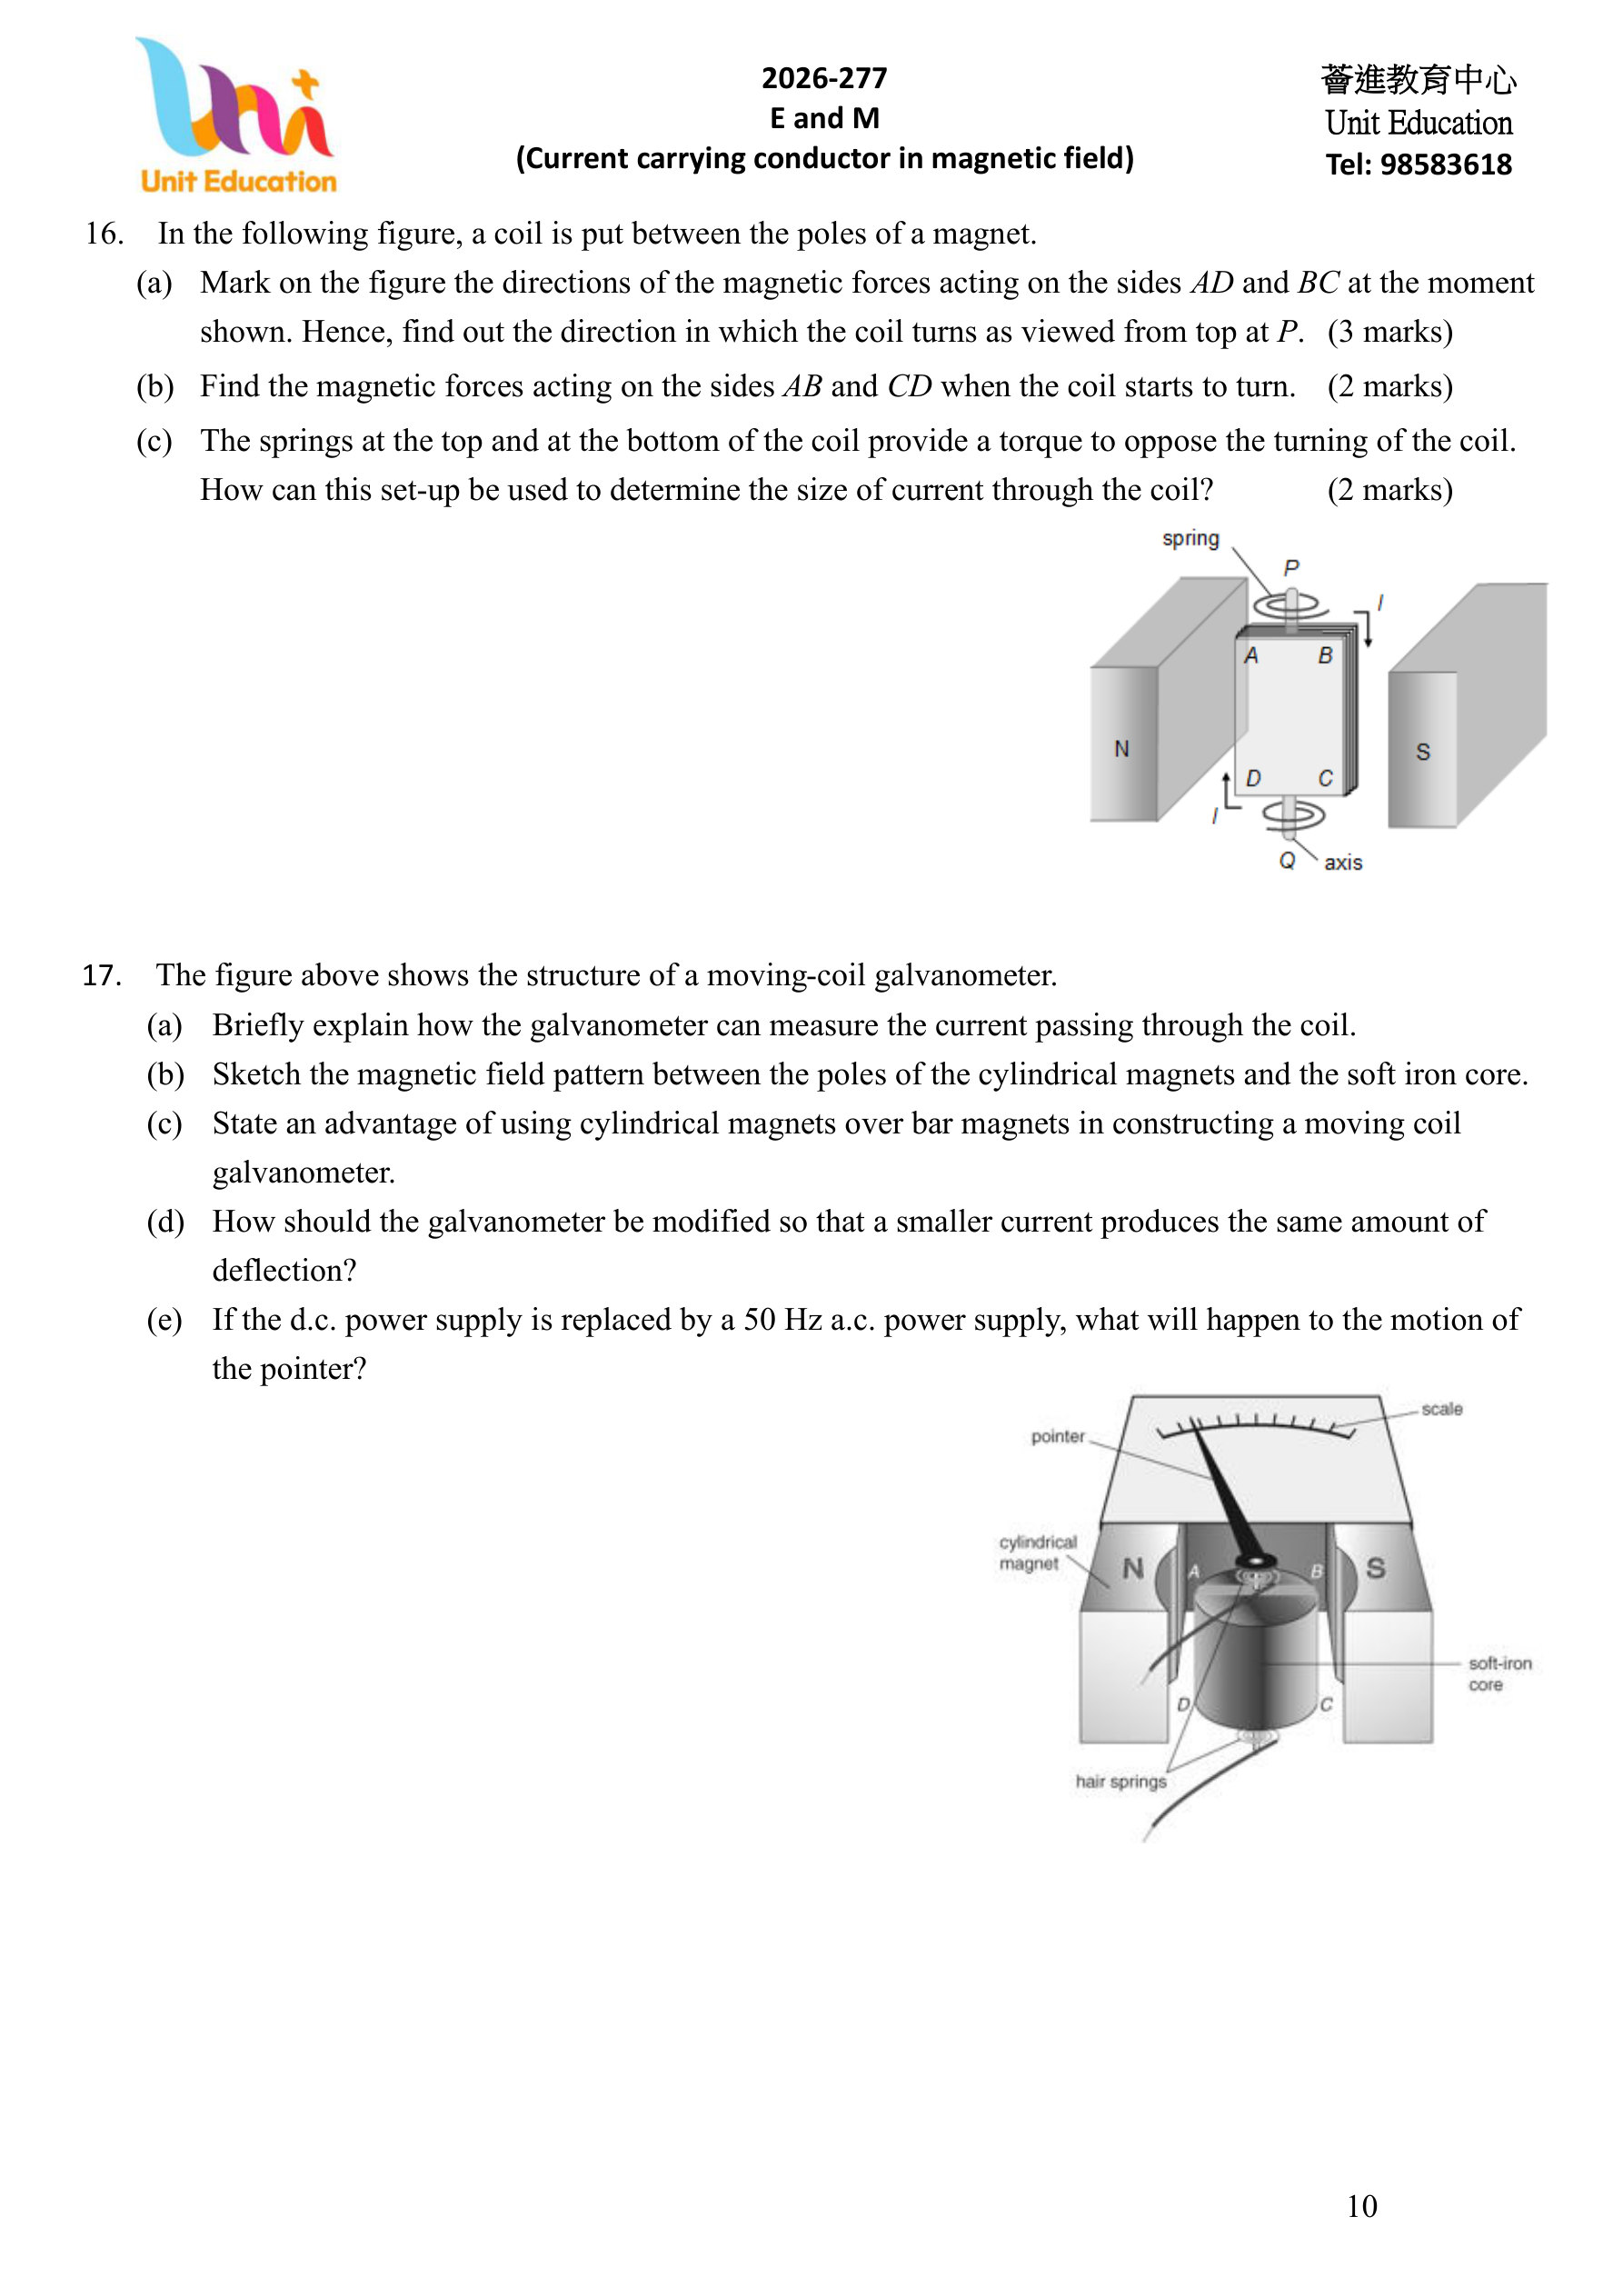 Uni+
Unit Education
2026-277
E and M
(Current carrying conductor in magnetic field)
薈進教育中心
Unit Education
Tel: 98583618
16. In the following figure, a coil is put between the poles of a magnet.
(a) Mark on the figure the directions of the magnetic forces acting on the sides AD and BC at the moment
shown. Hence, find out the direction in which the coil turns as viewed from top at P. (3 marks)
(b) Find the magnetic forces acting on the sides AB and CD when the coil starts to turn. (2 marks)
(c) The springs at the top and at the bottom of the coil provide a torque to oppose the turning of the coil.
How can this set-up be used to determine the size of current through the coil? (2 marks)
spring
P
I
A B
N
S
D C
I
Q axis
17. The figure above shows the structure of a moving-coil galvanometer.
(a) Briefly explain how the galvanometer can measure the current passing through the coil.
(b) Sketch the magnetic field pattern between the poles of the cylindrical magnets and the soft iron core.
(c) State an advantage of using cylindrical magnets over bar magnets in constructing a moving coil
galvanometer.
(d) How should the galvanometer be modified so that a smaller current produces the same amount of
deflection?
(e) If the d.c. power supply is replaced by a 50 Hz a.c. power supply, what will happen to the motion of
the pointer?
scale
pointer
cylindrical
magnet
N A B S
soft-iron
core
D C
hair springs
10